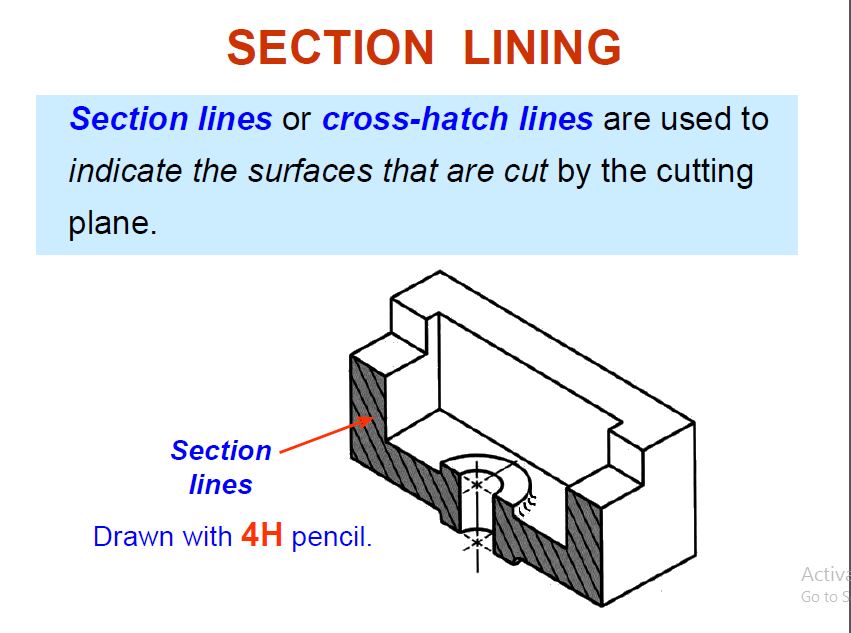 SECTION LINING
Section lines or cross-hatch lines are used to
indicate the surfaces that are cut by the cutting
plane.
Section
lines
Drawn with 4H pencil.
Activa
Go to S